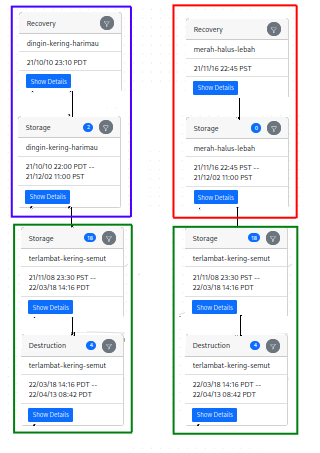 Recovery
dingin-kering-harimau
21/10/10 23:10 PDT
Show Details
Storage 2
dingin-kering-harimau
21/10/10 22:00 PDT --
21/12/02 11:00 PST
Show Details
Storage 18
terlambat-kering-semut
21/11/08 23:30 PST --
22/03/18 14:16 PDT
Show Details
Destruction 4
terlambat-kering-semut
22/03/18 14:16 PDT --
22/04/13 08:42 PDT
Show Details
Recovery
merah-halus-lebah
21/11/16 22:45 PST
Show Details
Storage 0
merah-halus-lebah
21/11/16 22:45 PST --
21/12/02 11:00 PST
Show Details
Storage 18
terlambat-kering-semut
21/11/08 23:30 PST --
22/03/18 14:16 PDT
Show Details
Destruction 4
terlambat-kering-semut
22/03/18 14:16 PDT --
22/04/13 08:42 PDT
Show Details